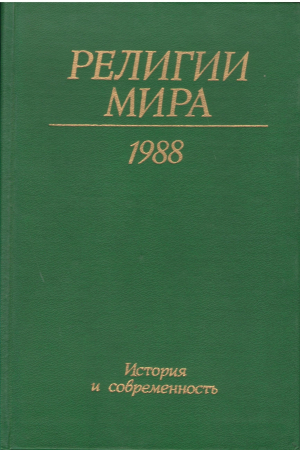 РЕЛИГИИ
МИРА
1988
История
и современность